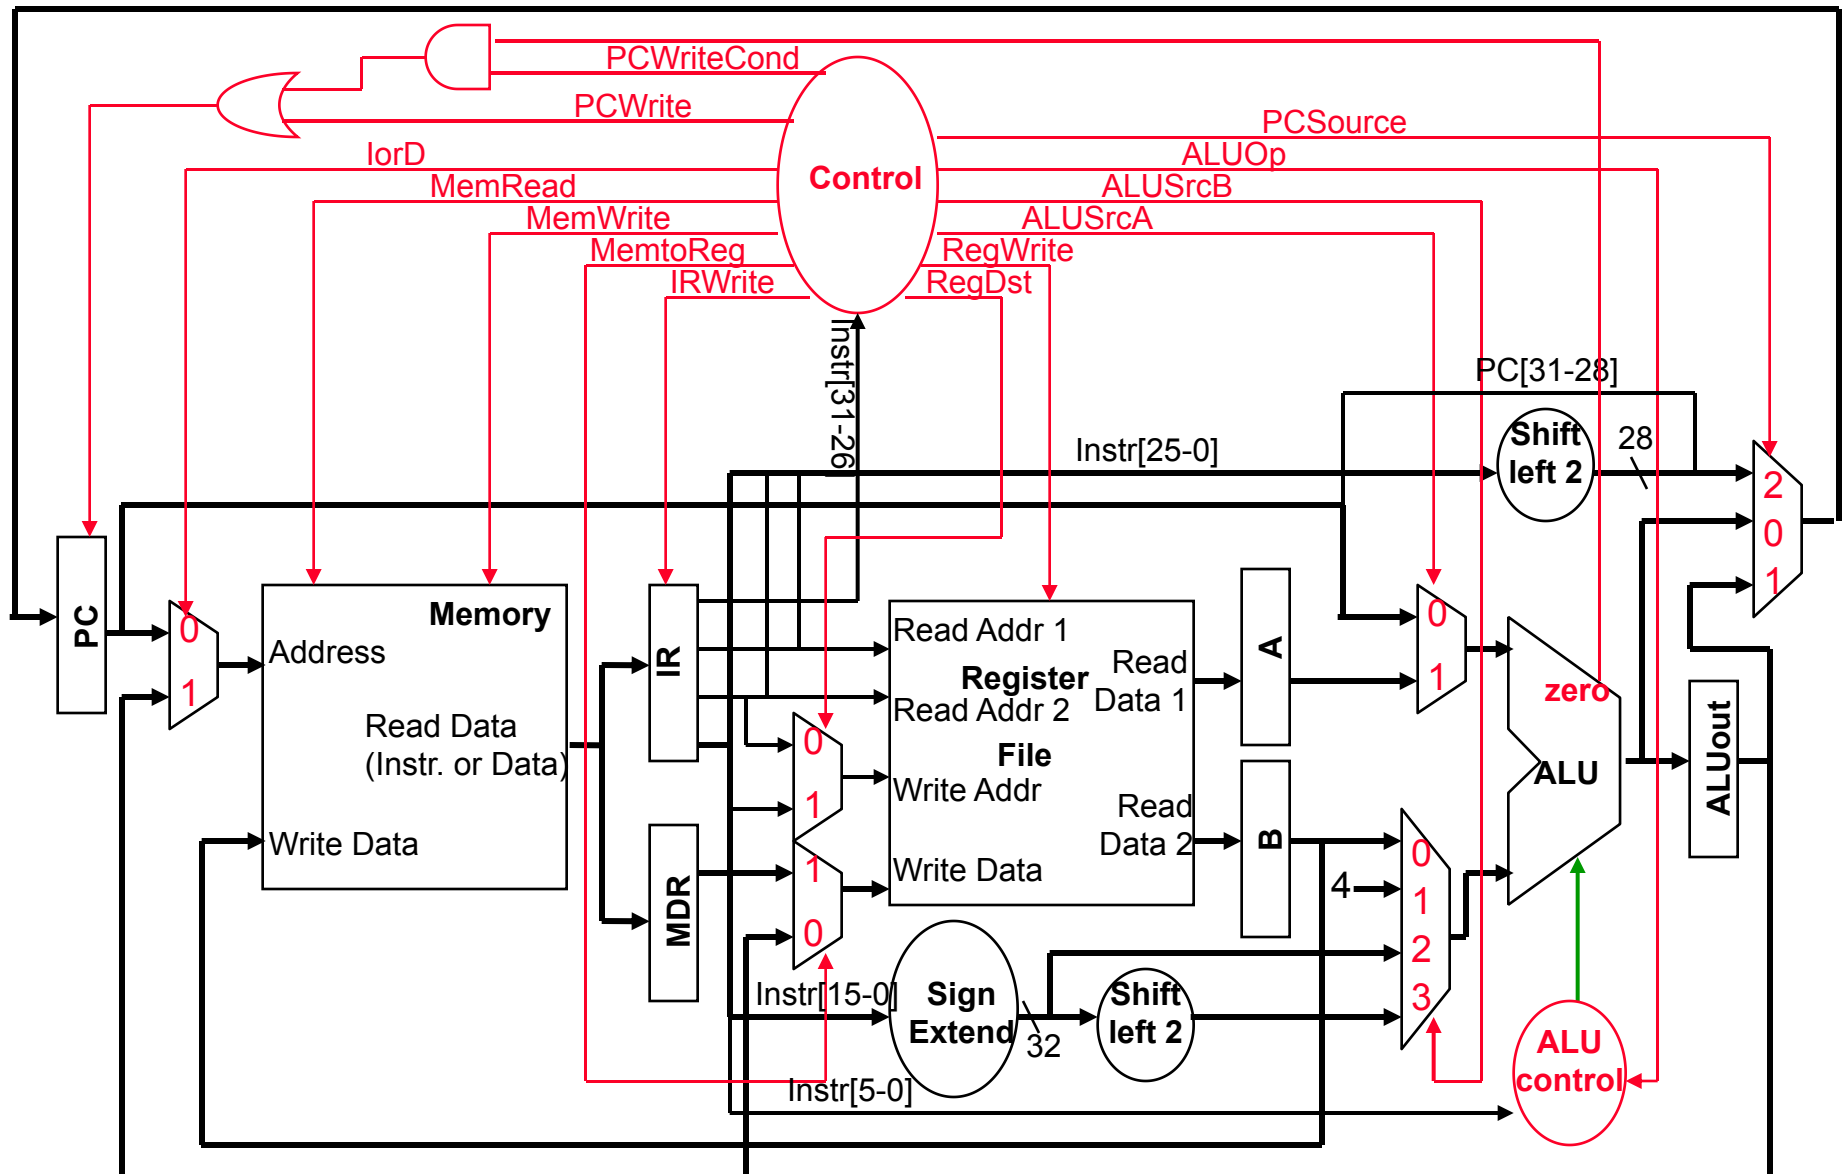 PCWriteCond
PCWrite
PCSource
IorD
ALUOp
Control
MemRead
ALUSrcB
MemWrite
ALUSrcA
MemtoReg
RegWrite
IRWrite
RegDst
Instr[31-26]
PC[31-28]
Shift
left 2
28
Instr[25-0]
2
0
1
PC
0
1
Memory
Address
Read Data
(Instr. or Data)
Write Data
IR
MDR
Read Addr 1
Register
Read Addr 2
File
Write Addr
Write Data
Read
Data 1
Read
Data 2
0
1
1
0
A
B
0
1
4
0
1
2
3
zero
ALU
ALUout
Instr[15-0]
Sign
Extend
32
Shift
left 2
Instr[5-0]
ALU
control